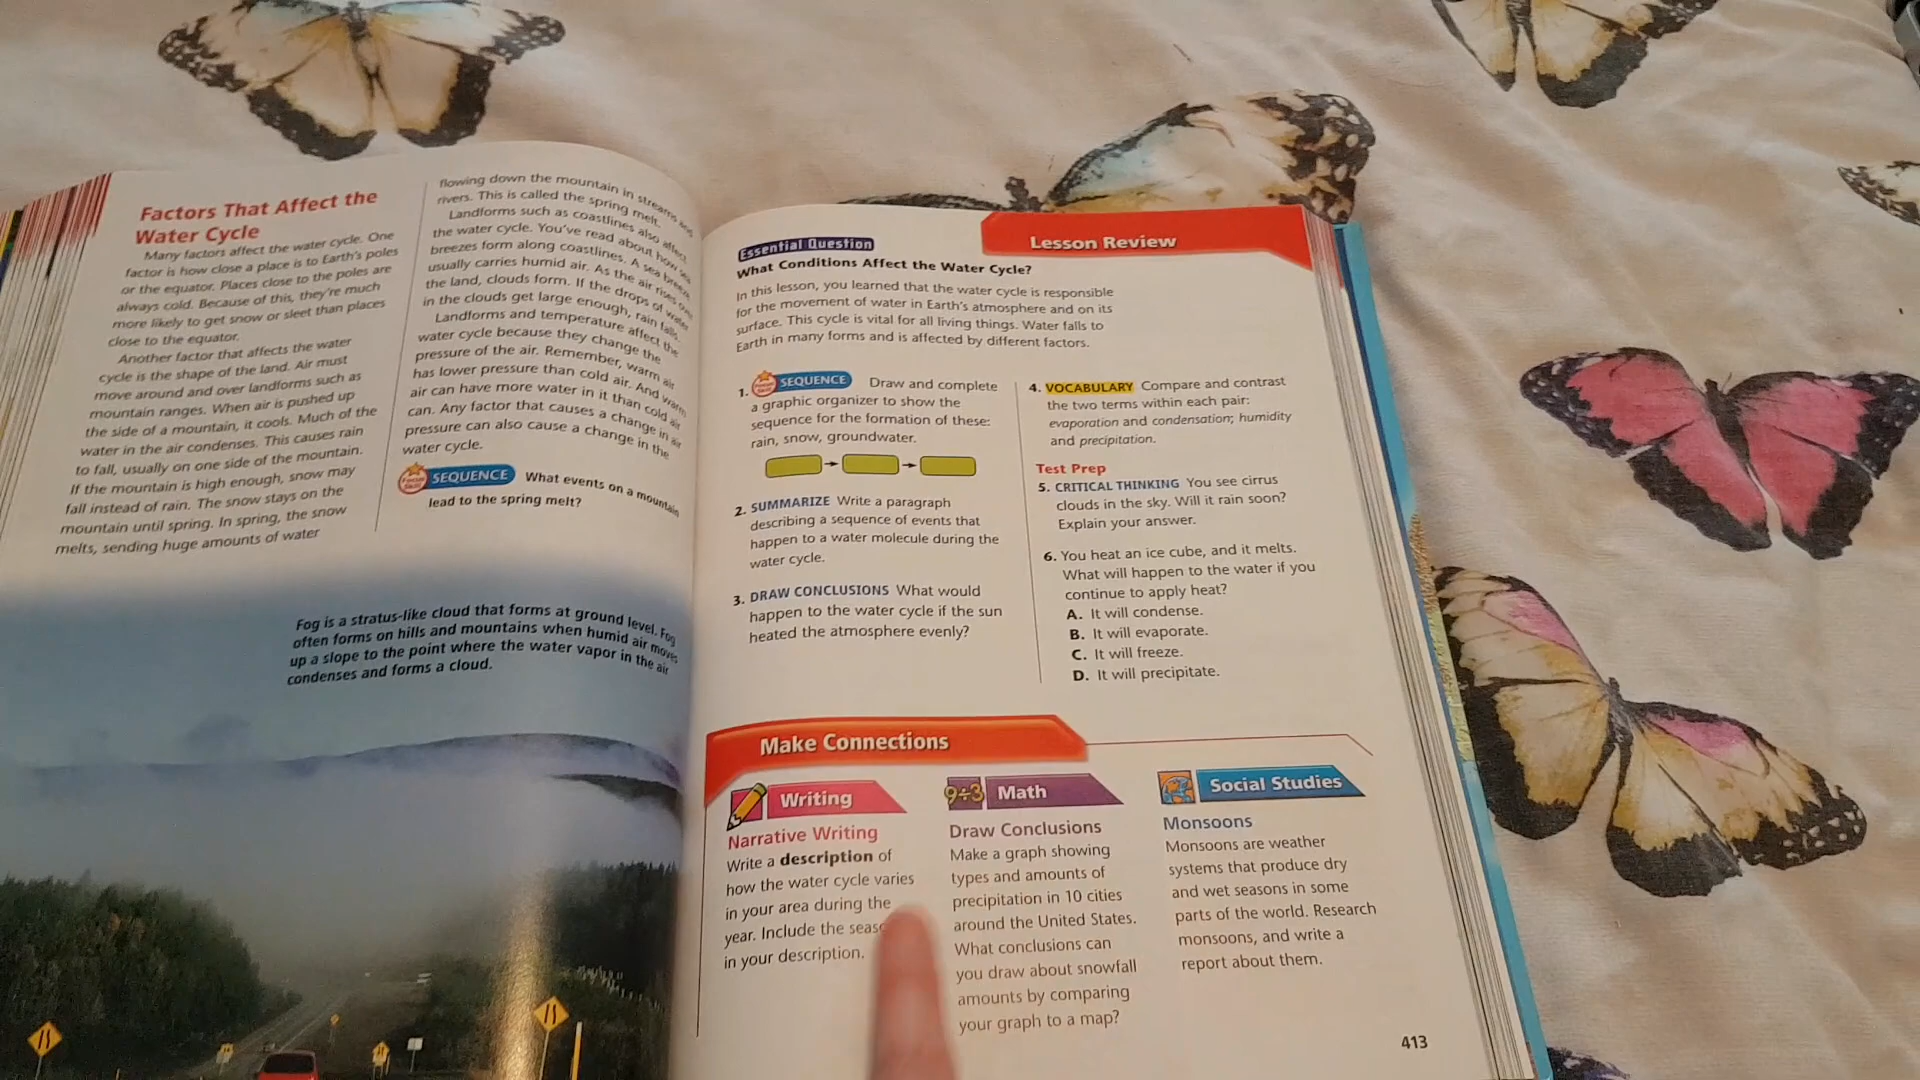 Factors That Affect the
Water Cycle
Many factors affect the water cycle. One
factor is how close a place is to Earth's poles
or the equator. Places close to the poles are
always cold. Because of this, they're much
more likely to get snow or sleet than places
close to the equator.
Another factor that affects the water
cycle is the shape of the land. Air must
move around and over landforms such as
mountain ranges. When air is pushed up
the side of a mountain, it cools. Much of the
water in the air condenses. This causes rain
to fall, usually on one side of the mountain.
If the mountain is high enough, snow may
fall instead of rain. The snow stays on the
mountain until spring. In spring, the snow
melts, sending huge amounts of water
flowing down the mountain in streams and
rivers. This is called the spring melt.
Landforms such as coastlines also affect
the water cycle. You've read about how sea
breezes form along coastlines. A sea breeze
usually carries humid air. As the air rises over
the land, clouds form. If the drops of water
in the clouds get large enough, rain falls.
Landforms and temperature affect the
water cycle because they change the
pressure of the air. Remember, warm air
has lower pressure than cold air. And warm
air can have more water in it than cold air
can. Any factor that causes a change in air
pressure can also cause a change in the
water cycle.
Focus Skill SEQUENCE What events on a mountain
lead to the spring melt?
Fog is a stratus-like cloud that forms at ground level. Fog
often forms on hills and mountains when humid air moves
up a slope to the point where the water vapor in the air
condenses and forms a cloud.
Lesson Review
Essential Question
What Conditions Affect the Water Cycle?
In this lesson, you learned that the water cycle is responsible
for the movement of water in Earth's atmosphere and on its
surface. This cycle is vital for all living things. Water falls to
Earth in many forms and is affected by different factors.
1. Focus Skill SEQUENCE Draw and complete
a graphic organizer to show the
sequence for the formation of these:
rain, snow, groundwater.
2. SUMMARIZE Write a paragraph
describing a sequence of events that
happen to a water molecule during the
water cycle.
3. DRAW CONCLUSIONS What would
happen to the water cycle if the sun
heated the atmosphere evenly?
4. VOCABULARY Compare and contrast
the two terms within each pair:
evaporation and condensation; humidity
and precipitation.
Test Prep
5. CRITICAL THINKING You see cirrus
clouds in the sky. Will it rain soon?
Explain your answer.
6. You heat an ice cube, and it melts.
What will happen to the water if you
continue to apply heat?
A. It will condense.
B. It will evaporate.
C. It will freeze.
D. It will precipitate.
Make Connections
Writing
Narrative Writing
Write a description of
how the water cycle varies
in your area during the
year. Include the seas
in your description.
9÷3 Math
Draw Conclusions
Make a graph showing
types and amounts of
precipitation in 10 cities
around the United States.
What conclusions can
you draw about snowfall
amounts by comparing
your graph to a map?
Social Studies
Monsoons
Monsoons are weather
systems that produce dry
and wet seasons in some
parts of the world. Research
monsoons, and write a
report about them.
413